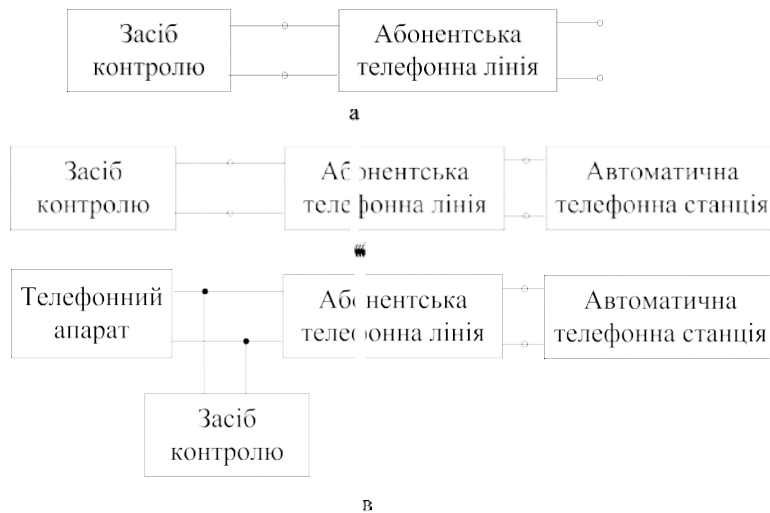 Засіб
контролю
Абонентська
телефонна лінія
а
Засіб
контролю
Абонентська
телефонна лінія
Автоматична
телефонна станція
Телефонний
апарат
Абонентська
телефонна лінія
Автоматична
телефонна станція
Засіб
контролю
в